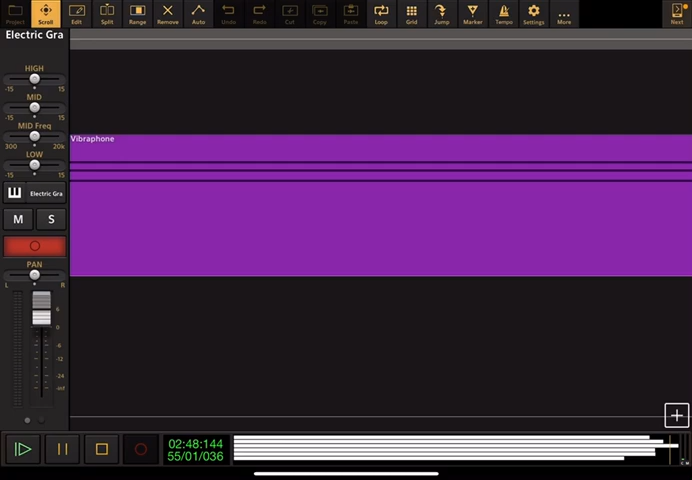 Project Scroll Edit Split Range Remove Auto Undo Redo Cut Copy Paste Loop Grid Jump Marker Tempo Settings More Next
Electric Gra
HIGH
-15 15
MID
-15 15
MID Freq
300 20k
LOW
-15 15
Electric Gra
M S
PAN
L R
6
0
-6
-12
-24
-inf
Vibraphone
02:48:144
55/01/036
C M